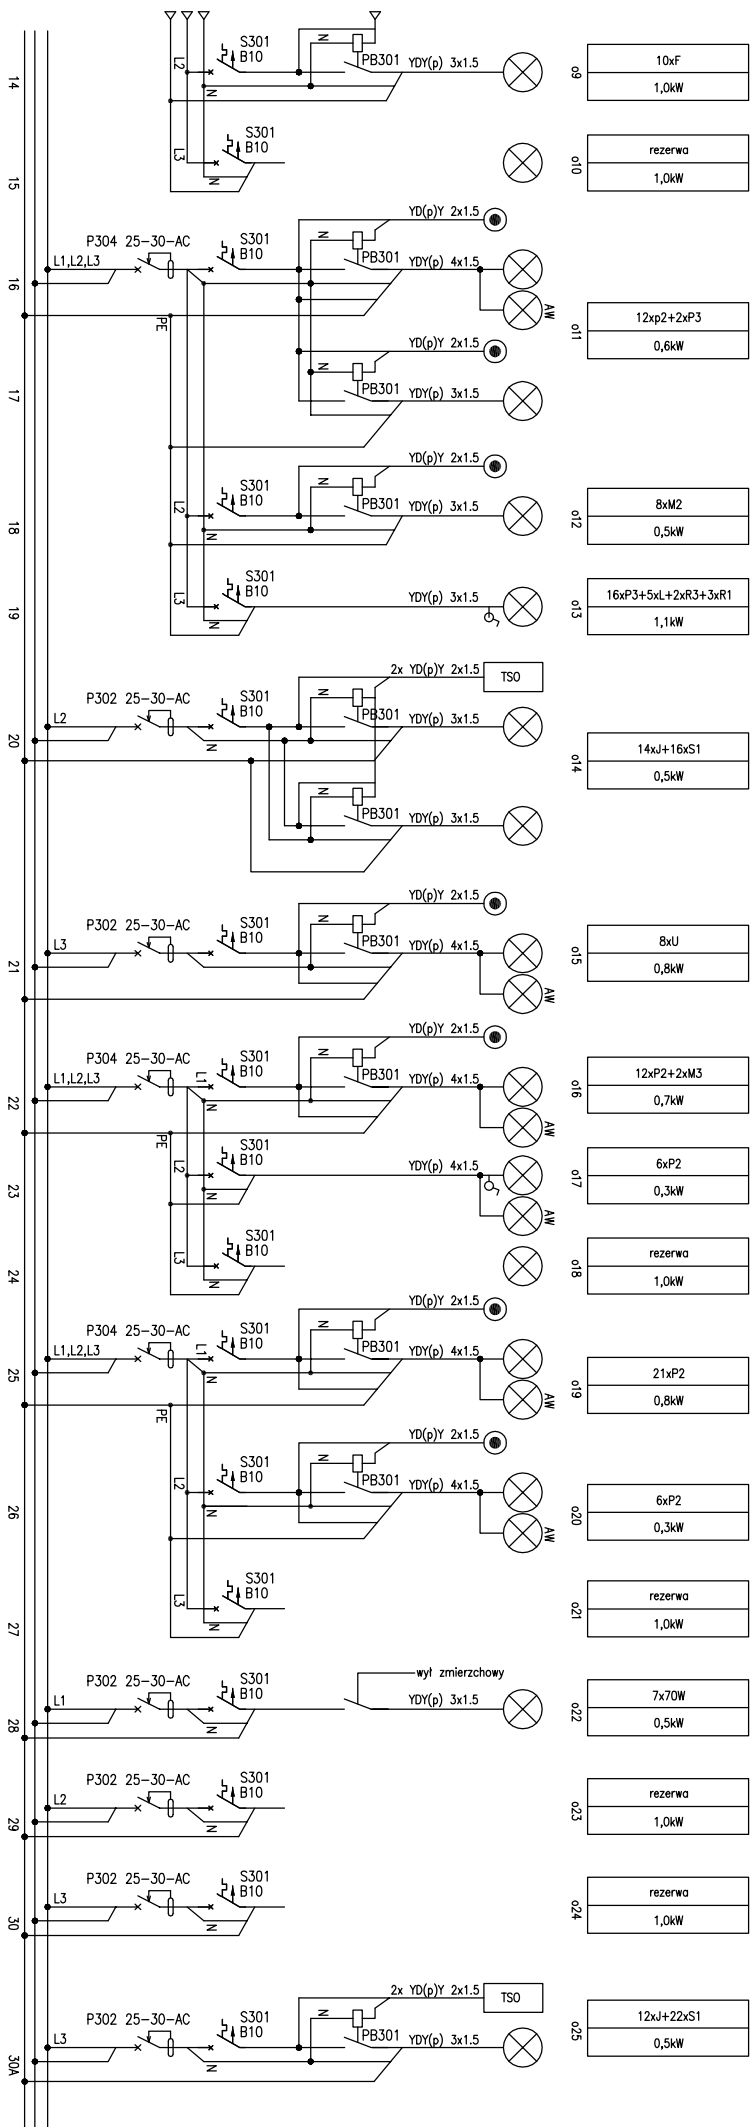 S301
B10
L2
N
N
PB301
YDY(p) 3x1.5
o9
10xF
1,0kW
14
S301
B10
L3
N
o10
rezerwa
1,0kW
15
YD(p)Y 2x1.5
P304 25-30-AC
L1,L2,L3
S301
B10
N
PB301
YDY(p) 4x1.5
AW
16
PE
o11
12xp2+2xP3
0,6kW
YD(p)Y 2x1.5
N
PB301
YDY(p) 3x1.5
17
YD(p)Y 2x1.5
S301
B10
L2
N
N
PB301
YDY(p) 3x1.5
o12
8xM2
0,5kW
18
S301
B10
L3
N
YDY(p) 3x1.5
o13
16xP3+5xL+2xR3+3xR1
1,1kW
19
2x YD(p)Y 2x1.5
TSO
P302 25-30-AC
L2
S301
B10
N
N
PB301
YDY(p) 3x1.5
20
o14
14xJ+16xS1
0,5kW
N
PB301
YDY(p) 3x1.5
YD(p)Y 2x1.5
P302 25-30-AC
L3
S301
B10
N
N
PB301
YDY(p) 4x1.5
AW
o15
8xU
0,8kW
21
YD(p)Y 2x1.5
P304 25-30-AC
L1,L2,L3
L1
S301
B10
N
N
PB301
YDY(p) 4x1.5
AW
o16
12xP2+2xM3
0,7kW
22
PE
S301
B10
L2
N
YDY(p) 4x1.5
AW
o17
6xP2
0,3kW
23
S301
B10
L3
N
o18
rezerwa
1,0kW
24
YD(p)Y 2x1.5
P304 25-30-AC
L1,L2,L3
L1
S301
B10
N
N
PB301
YDY(p) 4x1.5
AW
o19
21xP2
0,8kW
25
PE
YD(p)Y 2x1.5
S301
B10
L2
N
N
PB301
YDY(p) 4x1.5
AW
o20
6xP2
0,3kW
26
S301
B10
L3
N
o21
rezerwa
1,0kW
27
P302 25-30-AC
L1
S301
B10
N
wył zmierzchowy
YDY(p) 3x1.5
o22
7x70W
0,5kW
28
P302 25-30-AC
L2
S301
B10
N
o23
rezerwa
1,0kW
29
P302 25-30-AC
L3
S301
B10
N
o24
rezerwa
1,0kW
30
2x YD(p)Y 2x1.5
TSO
P302 25-30-AC
L3
S301
B10
N
N
PB301
YDY(p) 3x1.5
o25
12xJ+22xS1
0,5kW
30A